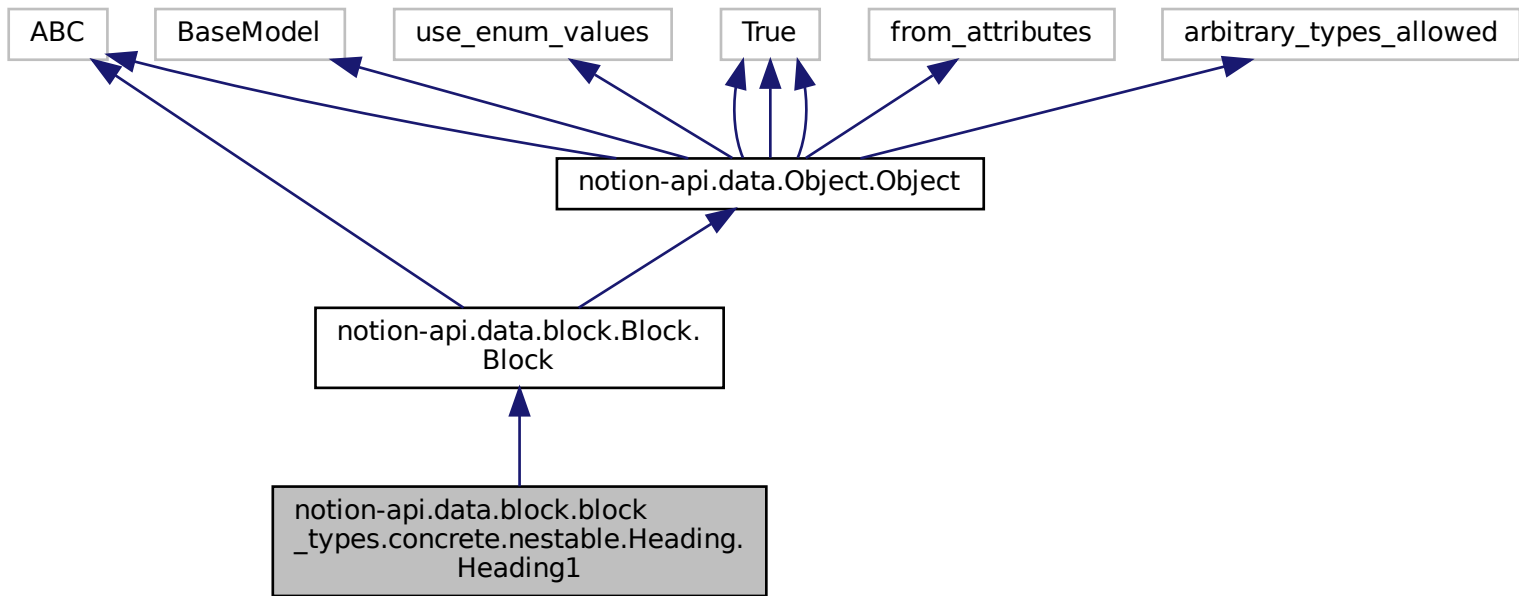 ABC
BaseModel
use_enum_values
True
from_attributes
arbitrary_types_allowed
notion-api.data.Object.Object
notion-api.data.block.Block.
Block
notion-api.data.block.block
_types.concrete.nestable.Heading.
Heading1